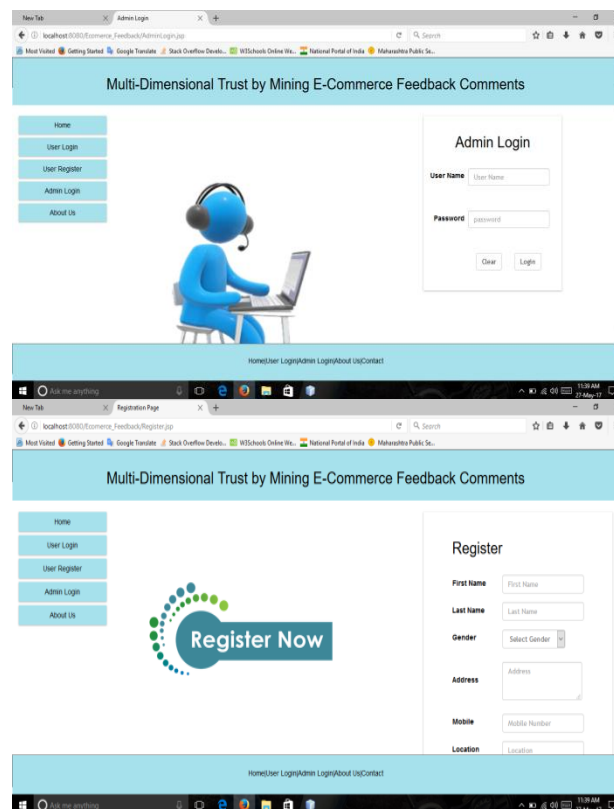 New Tab × Admin Login × +
localhost:8080/Ecomerce_Feedback/AdminLogin.jsp Search
Most Visited Getting Started Google Translate Stack Overflow Develo... W3Schools Online We... National Portal of India Maharashtra Public Se...
Multi-Dimensional Trust by Mining E-Commerce Feedback Comments
Home
User Login
User Register
Admin Login
About Us
Admin Login
User Name User Name
Password password
Clear Login
Home|User Login|Admin Login|About Us|Contact
Ask me anything 11:39 AM
27-May-17
New Tab × Registration Page × +
localhost:8080/Ecomerce_Feedback/Register.jsp Search
Most Visited Getting Started Google Translate Stack Overflow Develo... W3Schools Online We... National Portal of India Maharashtra Public Se...
Multi-Dimensional Trust by Mining E-Commerce Feedback Comments
Home
User Login
User Register
Admin Login
About Us
Register Now
Register
First Name First Name
Last Name Last Name
Gender Select Gender
Address Address
Mobile Mobile Number
Location Location
Home|User Login|Admin Login|About Us|Contact
Ask me anything 11:39 AM